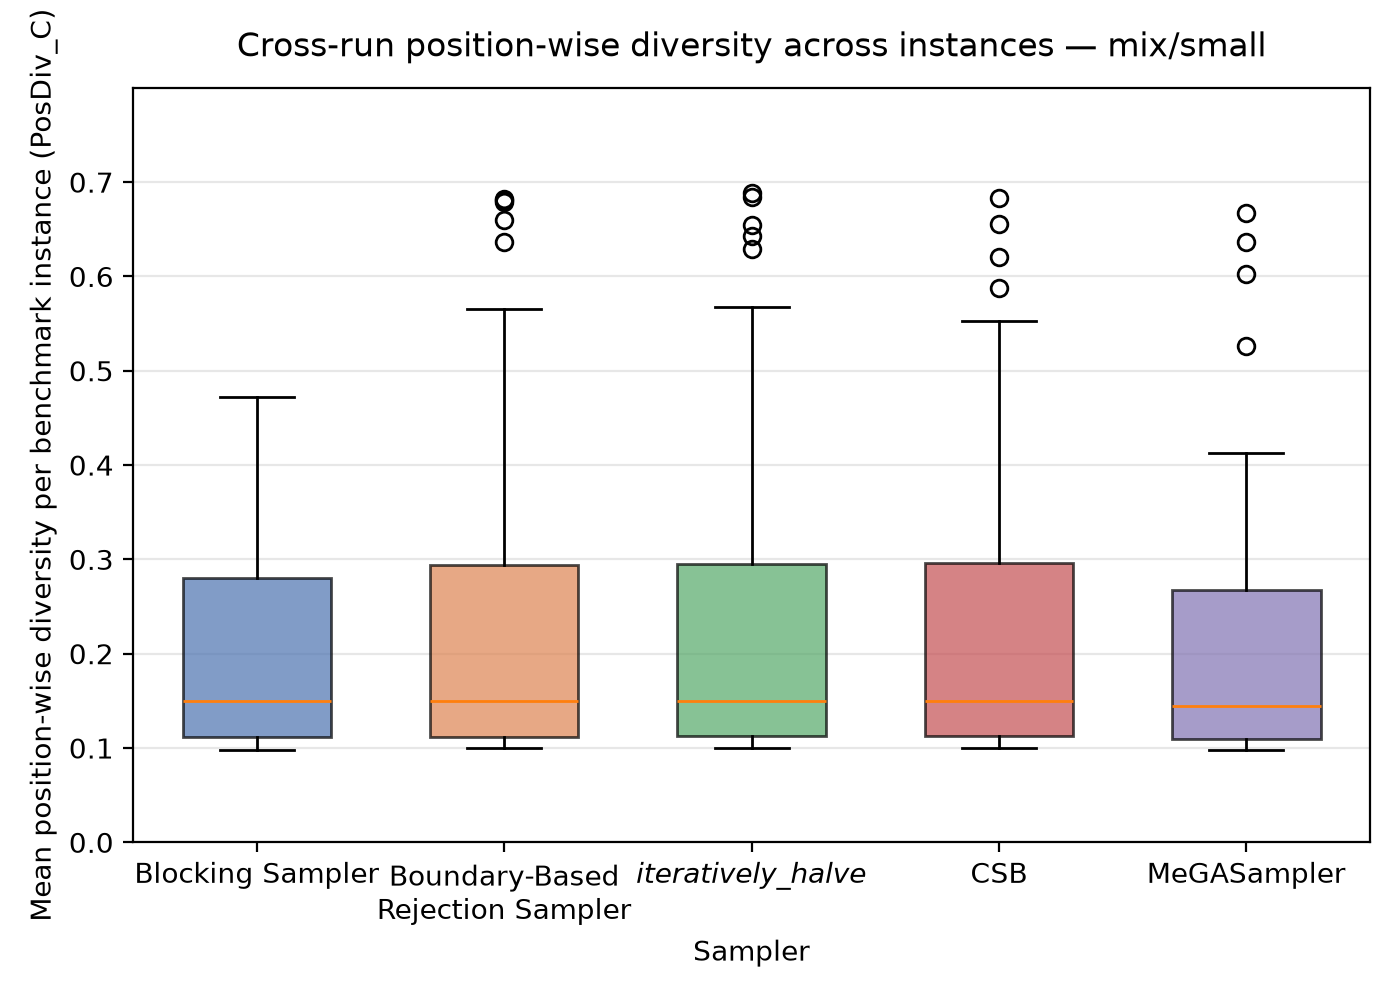 Cross-run position-wise diversity across instances — mix/small
Mean position-wise diversity per benchmark instance (PosDiv_C)
0.7
0.6
0.5
0.4
0.3
0.2
0.1
0.0
Blocking Sampler
Boundary-Based
Rejection Sampler
iteratively_halve
CSB
MeGASampler
Sampler